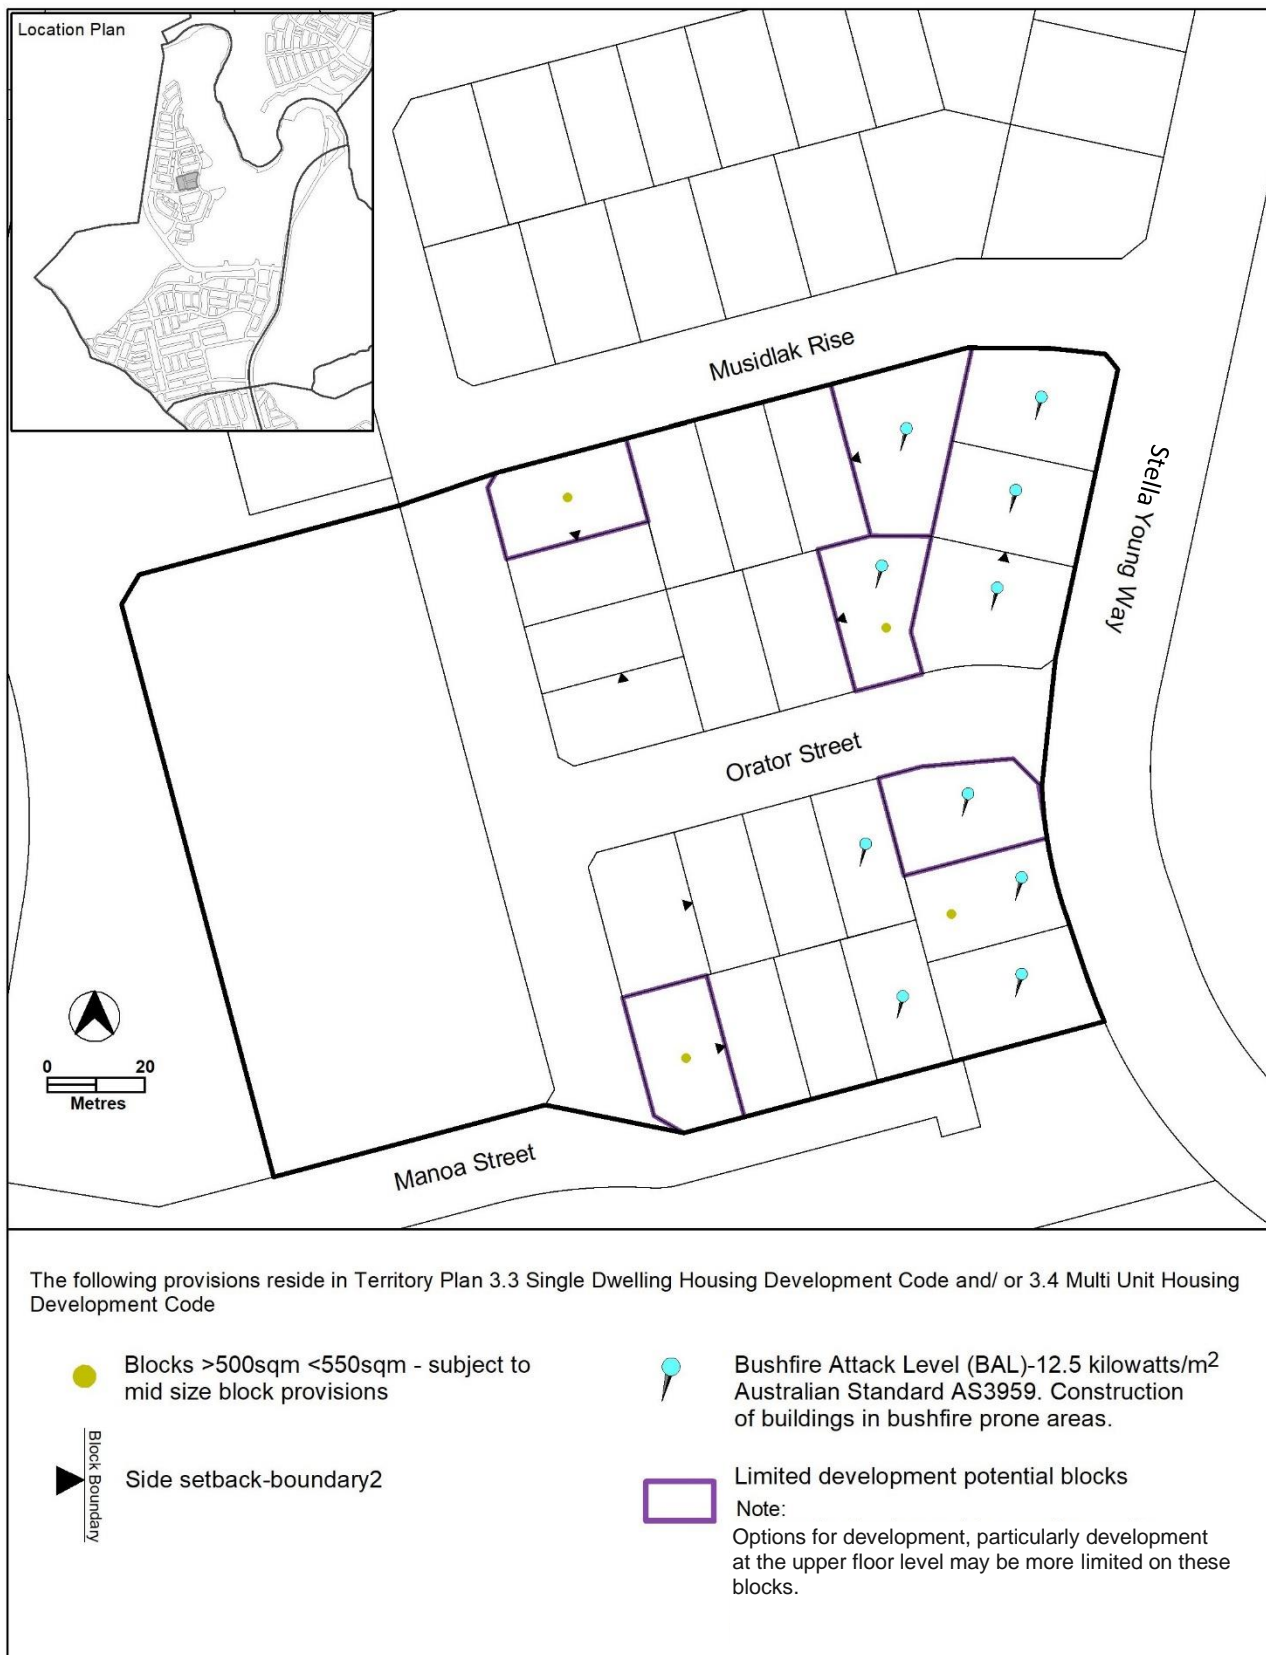 Location Plan
Musidlak Rise
Stella Young Way
Orator Street
0 20
Metres
Manoa Street
The following provisions reside in Territory Plan 3.3 Single Dwelling Housing Development Code and/ or 3.4 Multi Unit Housing
Development Code
Blocks >500sqm <550sqm - subject to
mid size block provisions
Block Boundary
Side setback-boundary2
Bushfire Attack Level (BAL)-12.5 kilowatts/m²
Australian Standard AS3959. Construction
of buildings in bushfire prone areas.
Limited development potential blocks
Note:
Options for development, particularly development
at the upper floor level may be more limited on these
blocks.